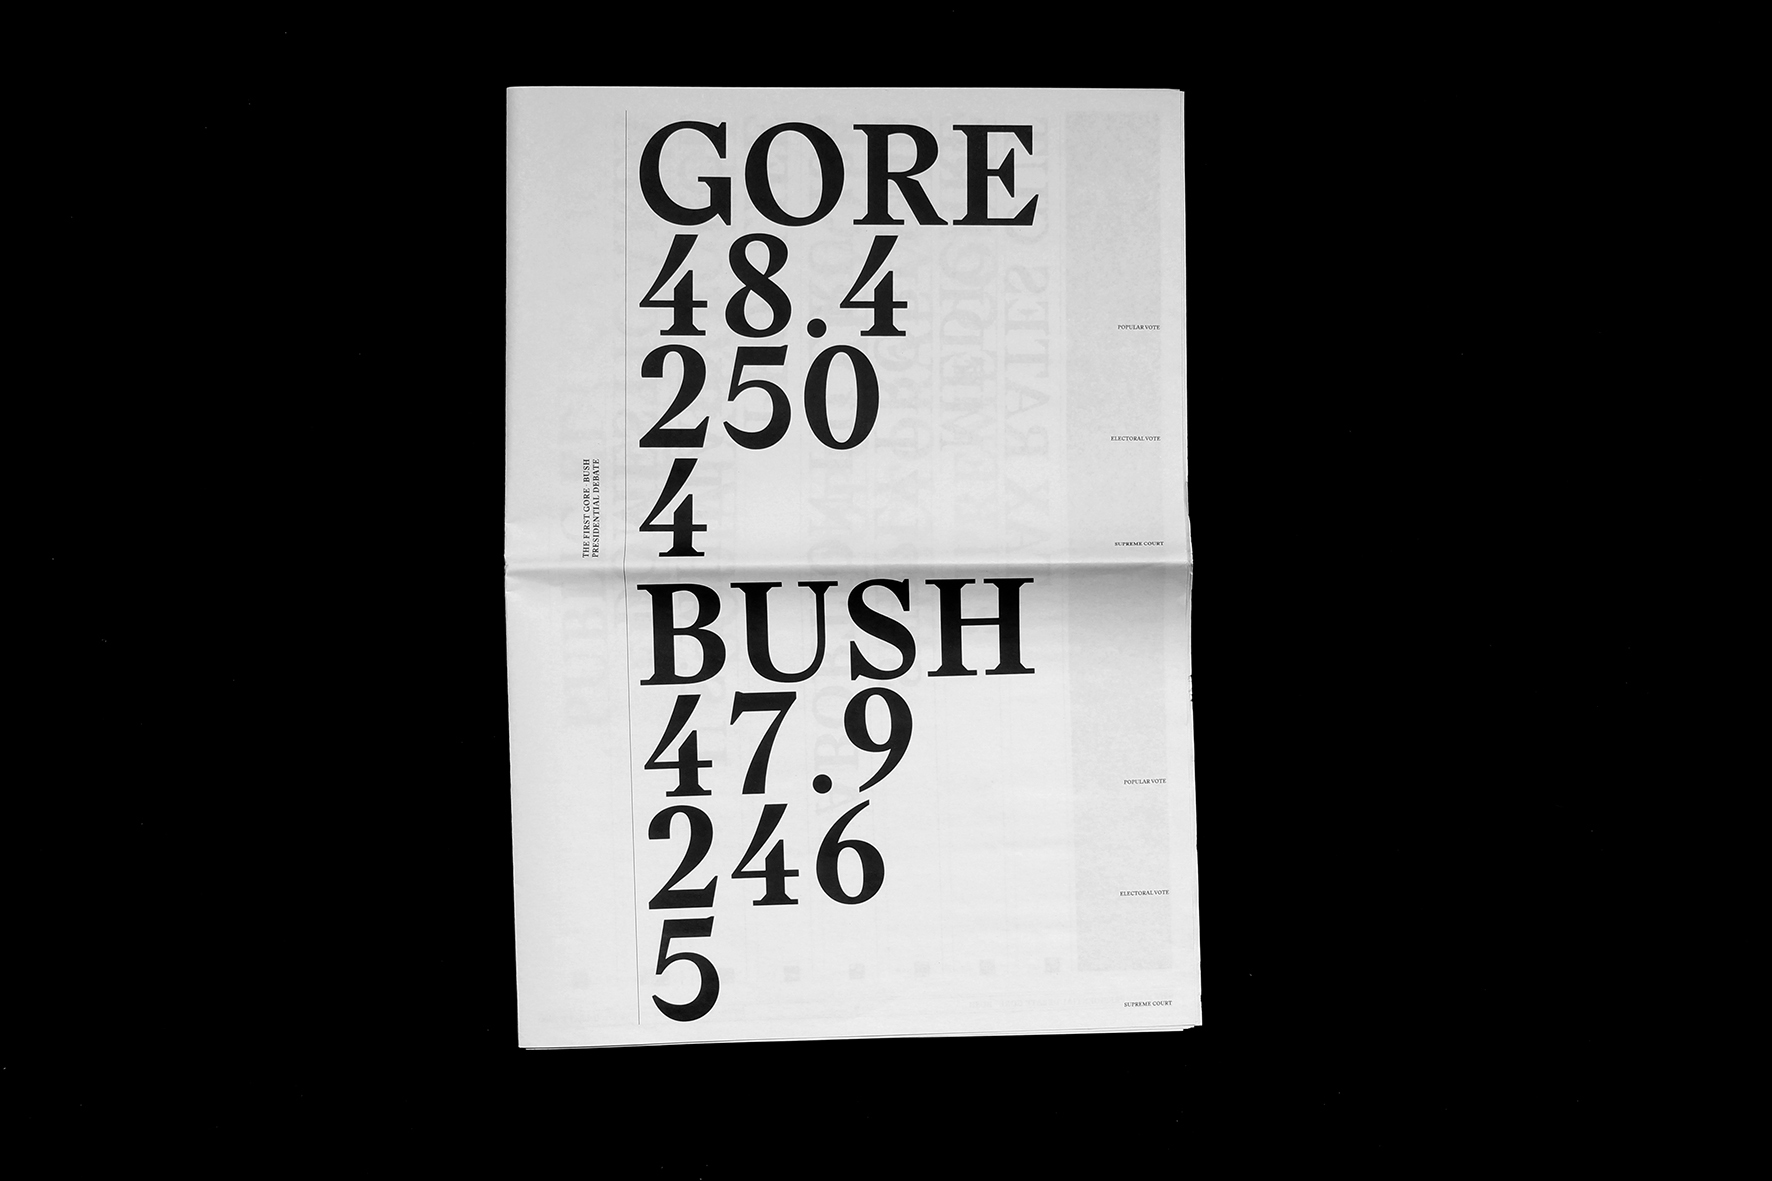 THE FIRST GORE - BUSH
PRESIDENTIAL DEBATE
GORE
48.4
POPULAR VOTE
250
ELECTORAL VOTE
4
SUPREME COURT
BUSH
47.9
POPULAR VOTE
246
ELECTORAL VOTE
5
SUPREME COURT